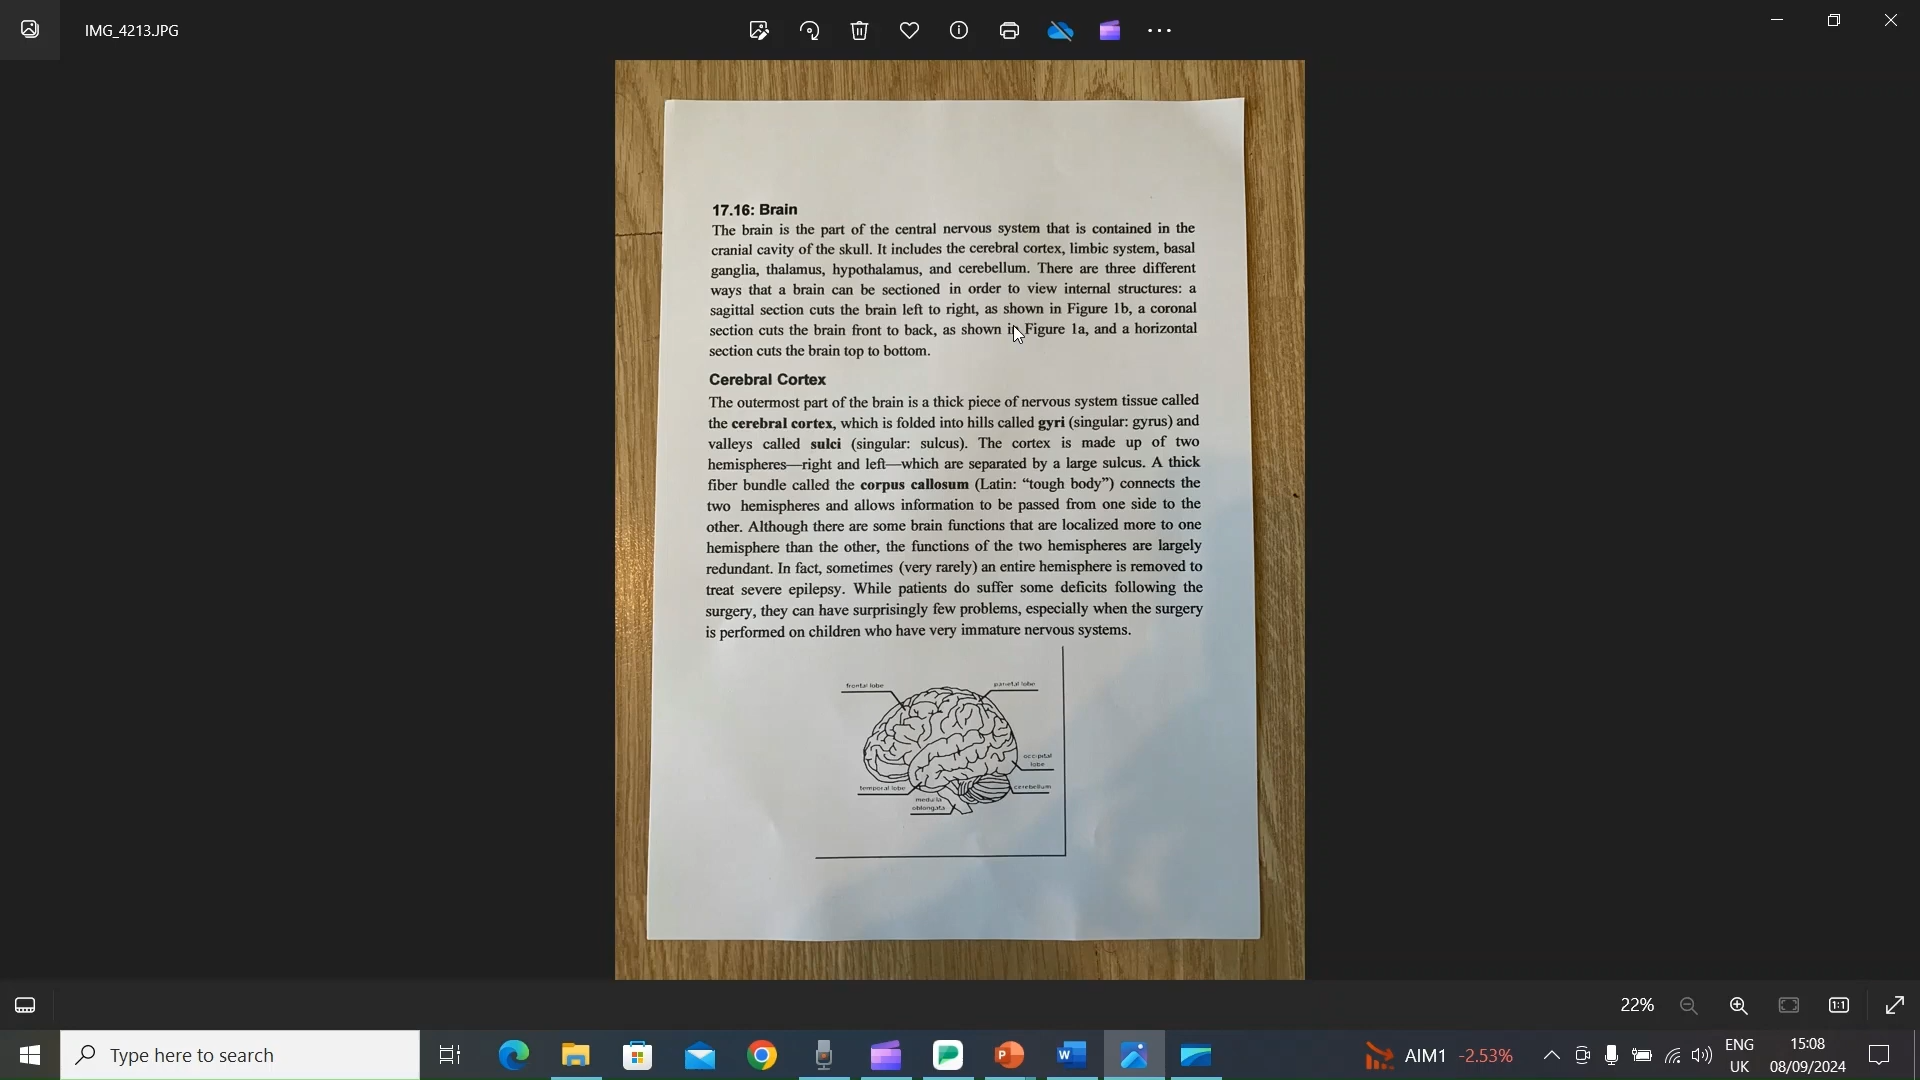 IMG_4213.JPG
17.16: Brain
The brain is the part of the central nervous system that is contained in the
cranial cavity of the skull. It includes the cerebral cortex, limbic system, basal
ganglia, thalamus, hypothalamus, and cerebellum. There are three different
ways that a brain can be sectioned in order to view internal structures: a
sagittal section cuts the brain left to right, as shown in Figure 1b, a coronal
section cuts the brain front to back, as shown in Figure 1a, and a horizontal
section cuts the brain top to bottom.
Cerebral Cortex
The outermost part of the brain is a thick piece of nervous system tissue called
the cerebral cortex, which is folded into hills called gyri (singular: gyrus) and
valleys called sulci (singular: sulcus). The cortex is made up of two
hemispheres—right and left—which are separated by a large sulcus. A thick
fiber bundle called the corpus callosum (Latin: “tough body”) connects the
two hemispheres and allows information to be passed from one side to the
other. Although there are some brain functions that are localized more to one
hemisphere than the other, the functions of the two hemispheres are largely
redundant. In fact, sometimes (very rarely) an entire hemisphere is removed to
treat severe epilepsy. While patients do suffer some deficits following the
surgery, they can have surprisingly few problems, especially when the surgery
is performed on children who have very immature nervous systems.
frontal lobe
parietal lobe
occipital
lobe
temporal lobe
cerebellum
medulla
oblongata
22%
1:1
Type here to search
AIM1 -2.53%
ENG
UK
15:08
08/09/2024